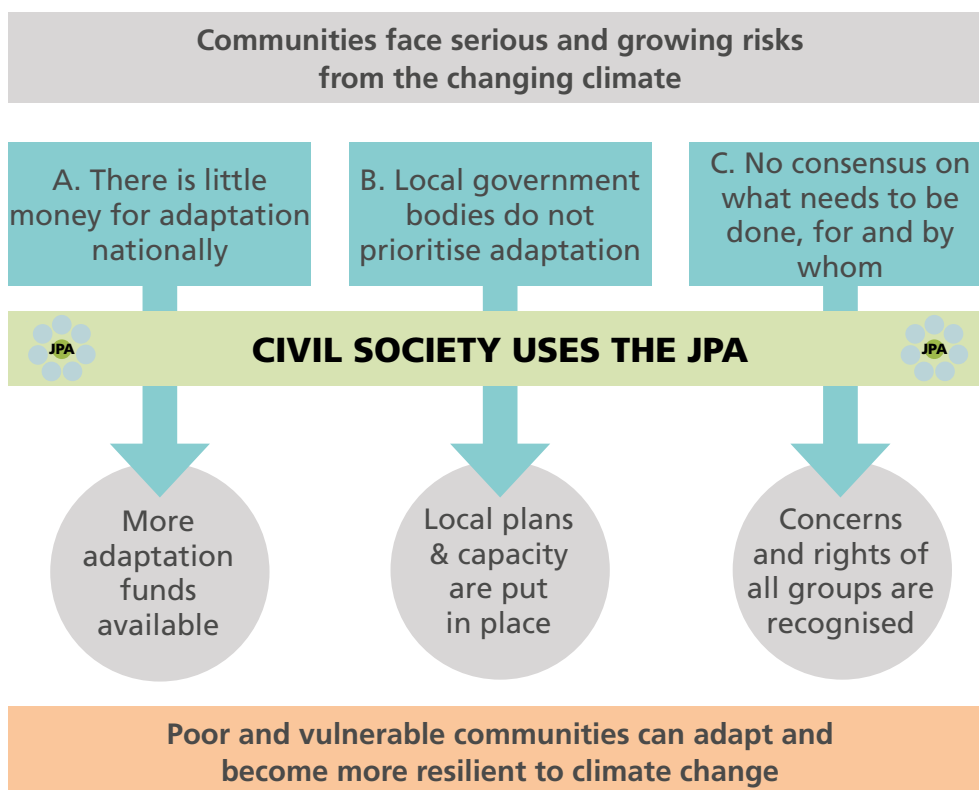 Communities face serious and growing risks
from the changing climate
A. There is little
money for adaptation
nationally
B. Local government
bodies do not
prioritise adaptation
C. No consensus on
what needs to be
done, for and by
whom
JPA
CIVIL SOCIETY USES THE JPA
JPA
More
adaptation
funds
available
Local plans
& capacity
are put
in place
Concerns
and rights of
all groups are
recognised
Poor and vulnerable communities can adapt and
become more resilient to climate change